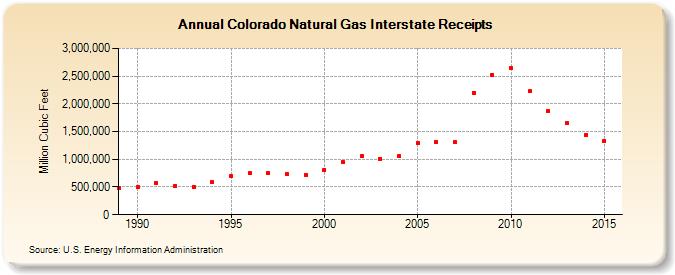 Annual Colorado Natural Gas Interstate Receipts
Million Cubic Feet
3,000,000
2,500,000
2,000,000
1,500,000
1,000,000
500,000
0
1990 1995 2000 2005 2010 2015
Source: U.S. Energy Information Administration